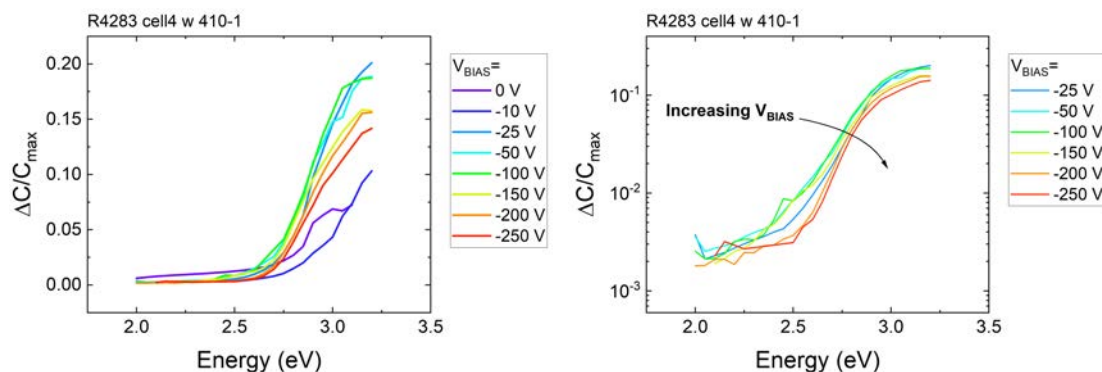 R4283 cell4 w 410-1
ΔC/Cmax
0.20
0.15
0.10
0.05
0.00
2.0 2.5 3.0 3.5
Energy (eV)
VBIAS=
0 V
-10 V
-25 V
-50 V
-100 V
-150 V
-200 V
-250 V
R4283 cell4 w 410-1
ΔC/Cmax
10-1
10-2
10-3
Increasing VBIAS
2.0 2.5 3.0 3.5
Energy (eV)
VBIAS=
-25 V
-50 V
-100 V
-150 V
-200 V
-250 V